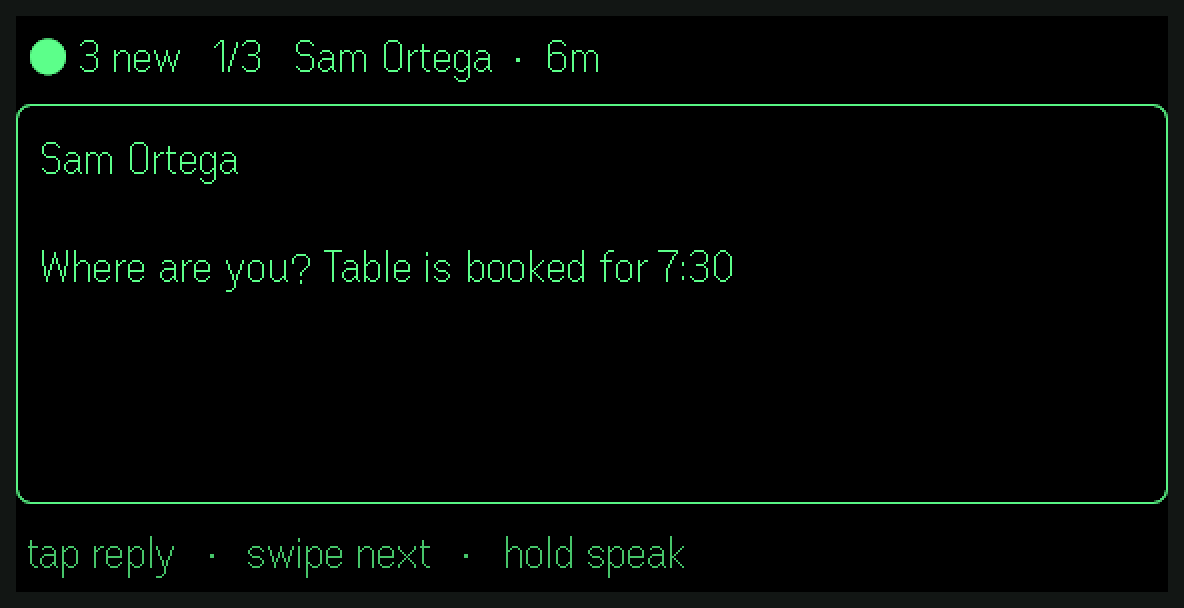 3 new 1/3 Sam Ortega · 6m
Sam Ortega
Where are you? Table is booked for 7:30
tap reply · swipe next · hold speak